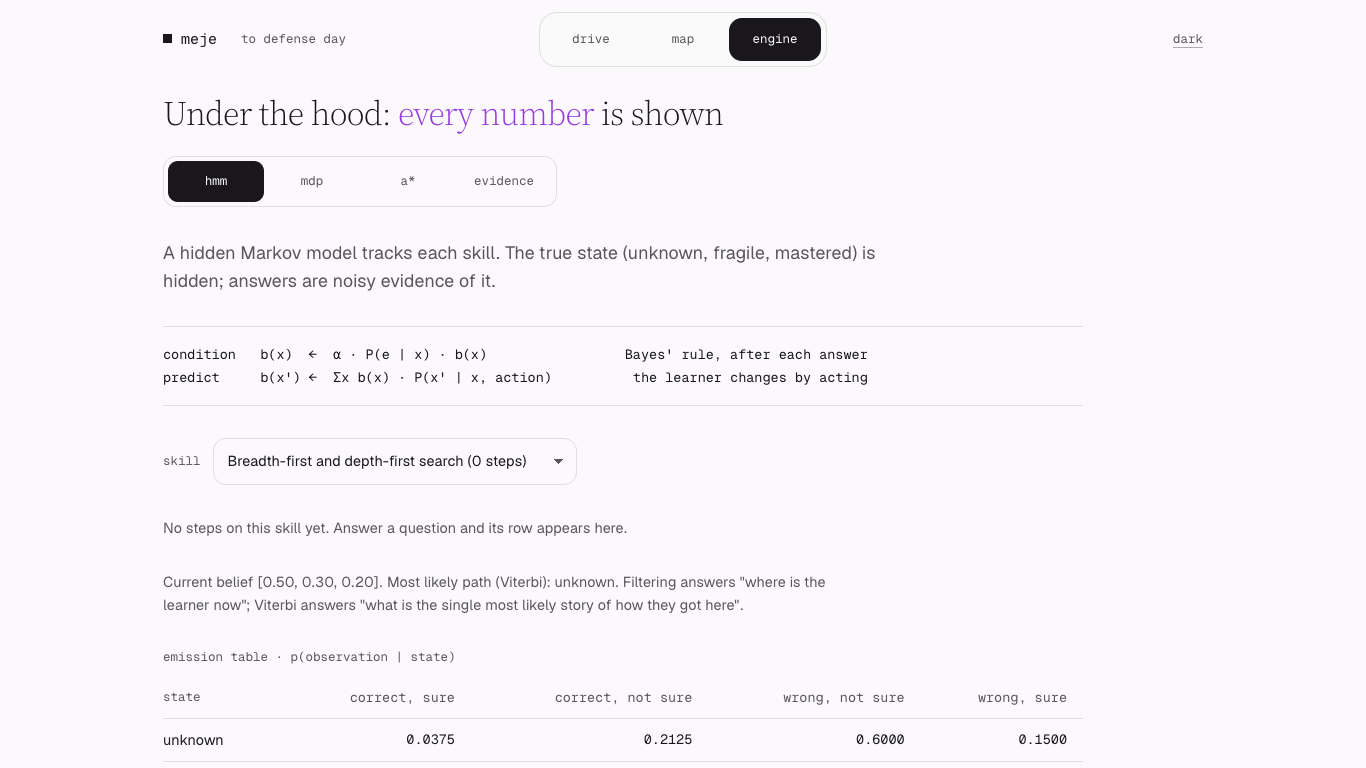 meje to defense day drive map engine dark
Under the hood: every number is shown
hmm mdp a* evidence
A hidden Markov model tracks each skill. The true state (unknown, fragile, mastered) is
hidden; answers are noisy evidence of it.
condition b(x) ← α · P(e | x) · b(x) Bayes' rule, after each answer
predict b(x') ← Σx b(x) · P(x' | x, action) the learner changes by acting
skill Breadth-first and depth-first search (0 steps)
No steps on this skill yet. Answer a question and its row appears here.
Current belief [0.50, 0.30, 0.20]. Most likely path (Viterbi): unknown. Filtering answers "where is the
learner now"; Viterbi answers "what is the single most likely story of how they got here".
emission table · p(observation | state)
state correct, sure correct, not sure wrong, not sure wrong, sure
unknown 0.0375 0.2125 0.6000 0.1500